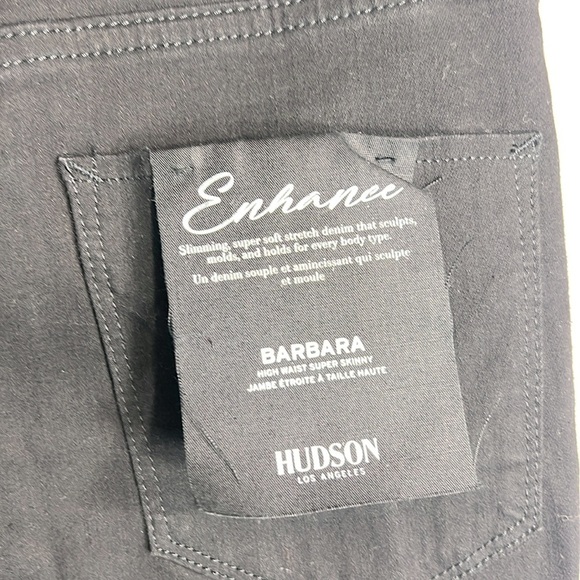 Enhance
Slimming, super soft stretch denim that sculpts,
molds, and holds for every body type.
Un denim souple et amincissant qui sculpte
et moule
BARBARA
HIGH WAIST SUPER SKINNY
JAMBE ÉTROITE À TAILLE HAUTE
HUDSON
LOS ANGELES